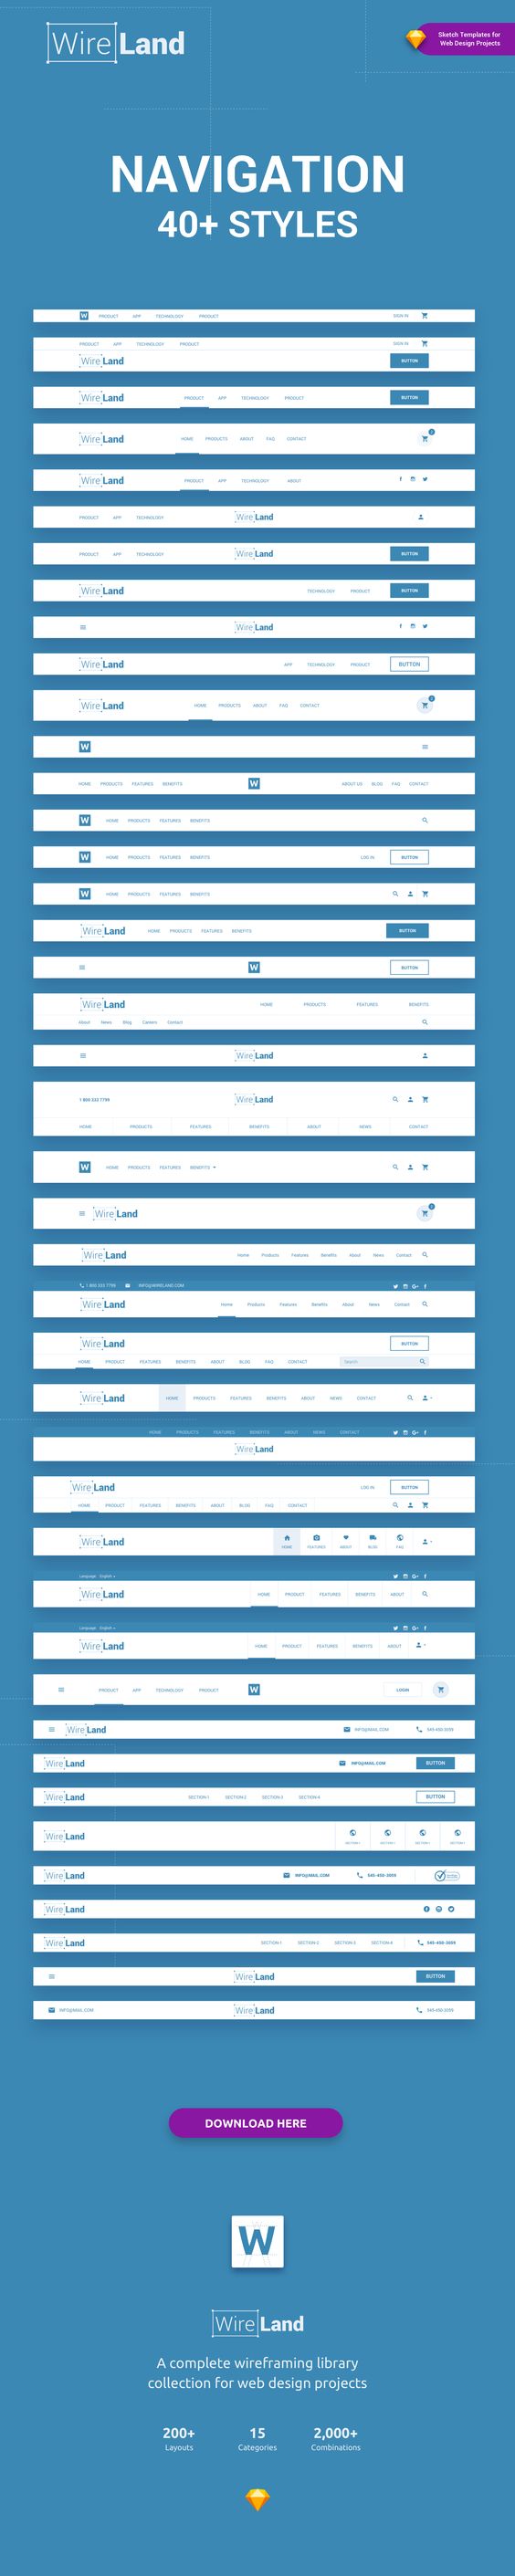 Wire Land
Sketch Templates for
Web Design Projects
NAVIGATION
40+ STYLES
W PRODUCT APP TECHNOLOGY PRODUCT SIGN IN
PRODUCT APP TECHNOLOGY PRODUCT SIGN IN
Wire Land BUTTON
Wire Land PRODUCT APP TECHNOLOGY PRODUCT BUTTON
Wire Land HOME PRODUCTS ABOUT FAQ CONTACT
Wire Land PRODUCT APP TECHNOLOGY ABOUT
PRODUCT APP TECHNOLOGY Wire Land
PRODUCT APP TECHNOLOGY Wire Land BUTTON
Wire Land TECHNOLOGY PRODUCT BUTTON
Wire Land
Wire Land APP TECHNOLOGY PRODUCT BUTTON
Wire Land HOME PRODUCTS ABOUT FAQ CONTACT
W
HOME PRODUCTS FEATURES BENEFITS W ABOUT US BLOG FAQ CONTACT
W HOME PRODUCTS FEATURES BENEFITS
W HOME PRODUCTS FEATURES BENEFITS LOG IN BUTTON
W HOME PRODUCTS FEATURES BENEFITS
Wire Land HOME PRODUCTS FEATURES BENEFITS BUTTON
W BUTTON
Wire Land HOME PRODUCTS FEATURES BENEFITS
About News Blog Careers Contact
Wire Land
1 800 333 7799 Wire Land
HOME PRODUCTS FEATURES BENEFITS ABOUT NEWS CONTACT
W HOME PRODUCTS FEATURES BENEFITS
Wire Land
Wire Land Home Products Features Benefits About News Contact
1 800 333 7799 INFO@WIRELAND.COM
Wire Land Home Products Features Benefits About News Contact
Wire Land BUTTON
HOME PRODUCT FEATURES BENEFITS ABOUT BLOG FAQ CONTACT Search
Wire Land HOME PRODUCTS FEATURES BENEFITS ABOUT NEWS CONTACT
HOME PRODUCTS FEATURES BENEFITS ABOUT NEWS CONTACT
Wire Land
Wire Land LOG IN BUTTON
HOME PRODUCT FEATURES BENEFITS ABOUT BLOG FAQ CONTACT
Wire Land HOME FEATURES ABOUT BLOG FAQ
Language English
Wire Land HOME PRODUCT FEATURES BENEFITS ABOUT
Language English
Wire Land HOME PRODUCT FEATURES BENEFITS ABOUT
PRODUCT APP TECHNOLOGY PRODUCT W LOGIN
Wire Land INFO@MAIL.COM 545-450-3059
Wire Land INFO@MAIL.COM BUTTON
Wire Land SECTION-1 SECTION-2 SECTION-3 SECTION-4 BUTTON
Wire Land
Wire Land INFO@MAIL.COM 545-450-3059
Wire Land
Wire Land SECTION-1 SECTION-2 SECTION-3 SECTION-4 545-450-3059
Wire Land BUTTON
INFO@MAIL.COM Wire Land 545-450-3059
DOWNLOAD HERE
W
Wire Land
A complete wireframing library
collection for web design projects
200+ 15 2,000+
Layouts Categories Combinations